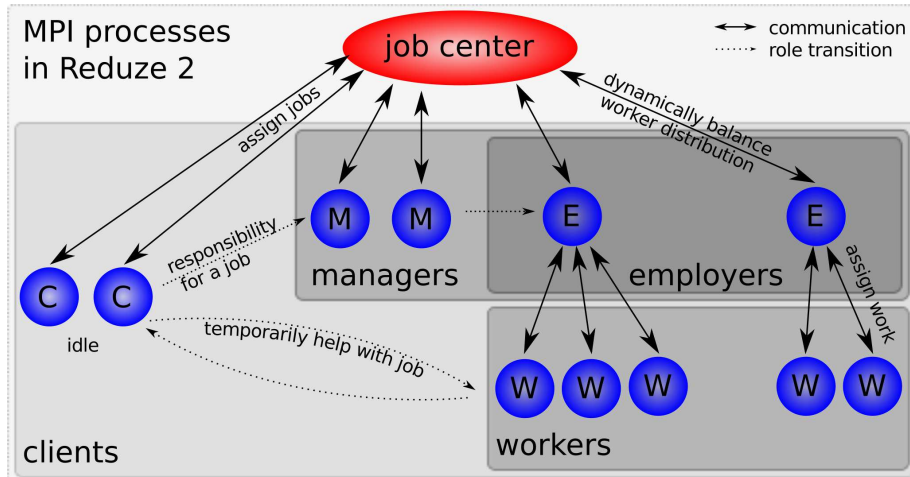 MPI processes
in Reduze 2
job center
communication
role transition
assign jobs
dynamically balance
worker distribution
M
M
E
E
responsibility
for a job
managers
employers
C
C
idle
assign work
temporarily help with job
W
W
W
W
W
clients
workers